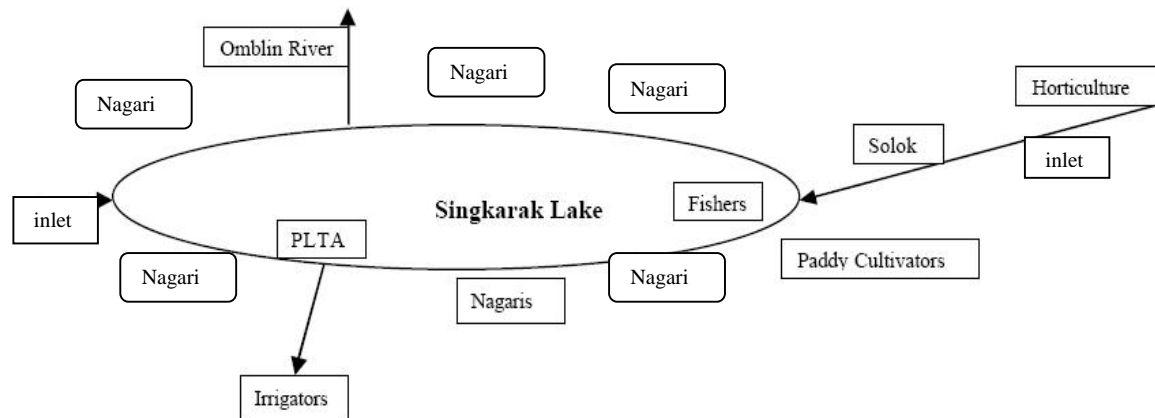 Omblin River
Nagari
Nagari
Nagari
Horticulture
Solok
inlet
inlet
Singkarak Lake
Fishers
PLTA
Nagari
Nagaris
Nagari
Paddy Cultivators
Irrigators